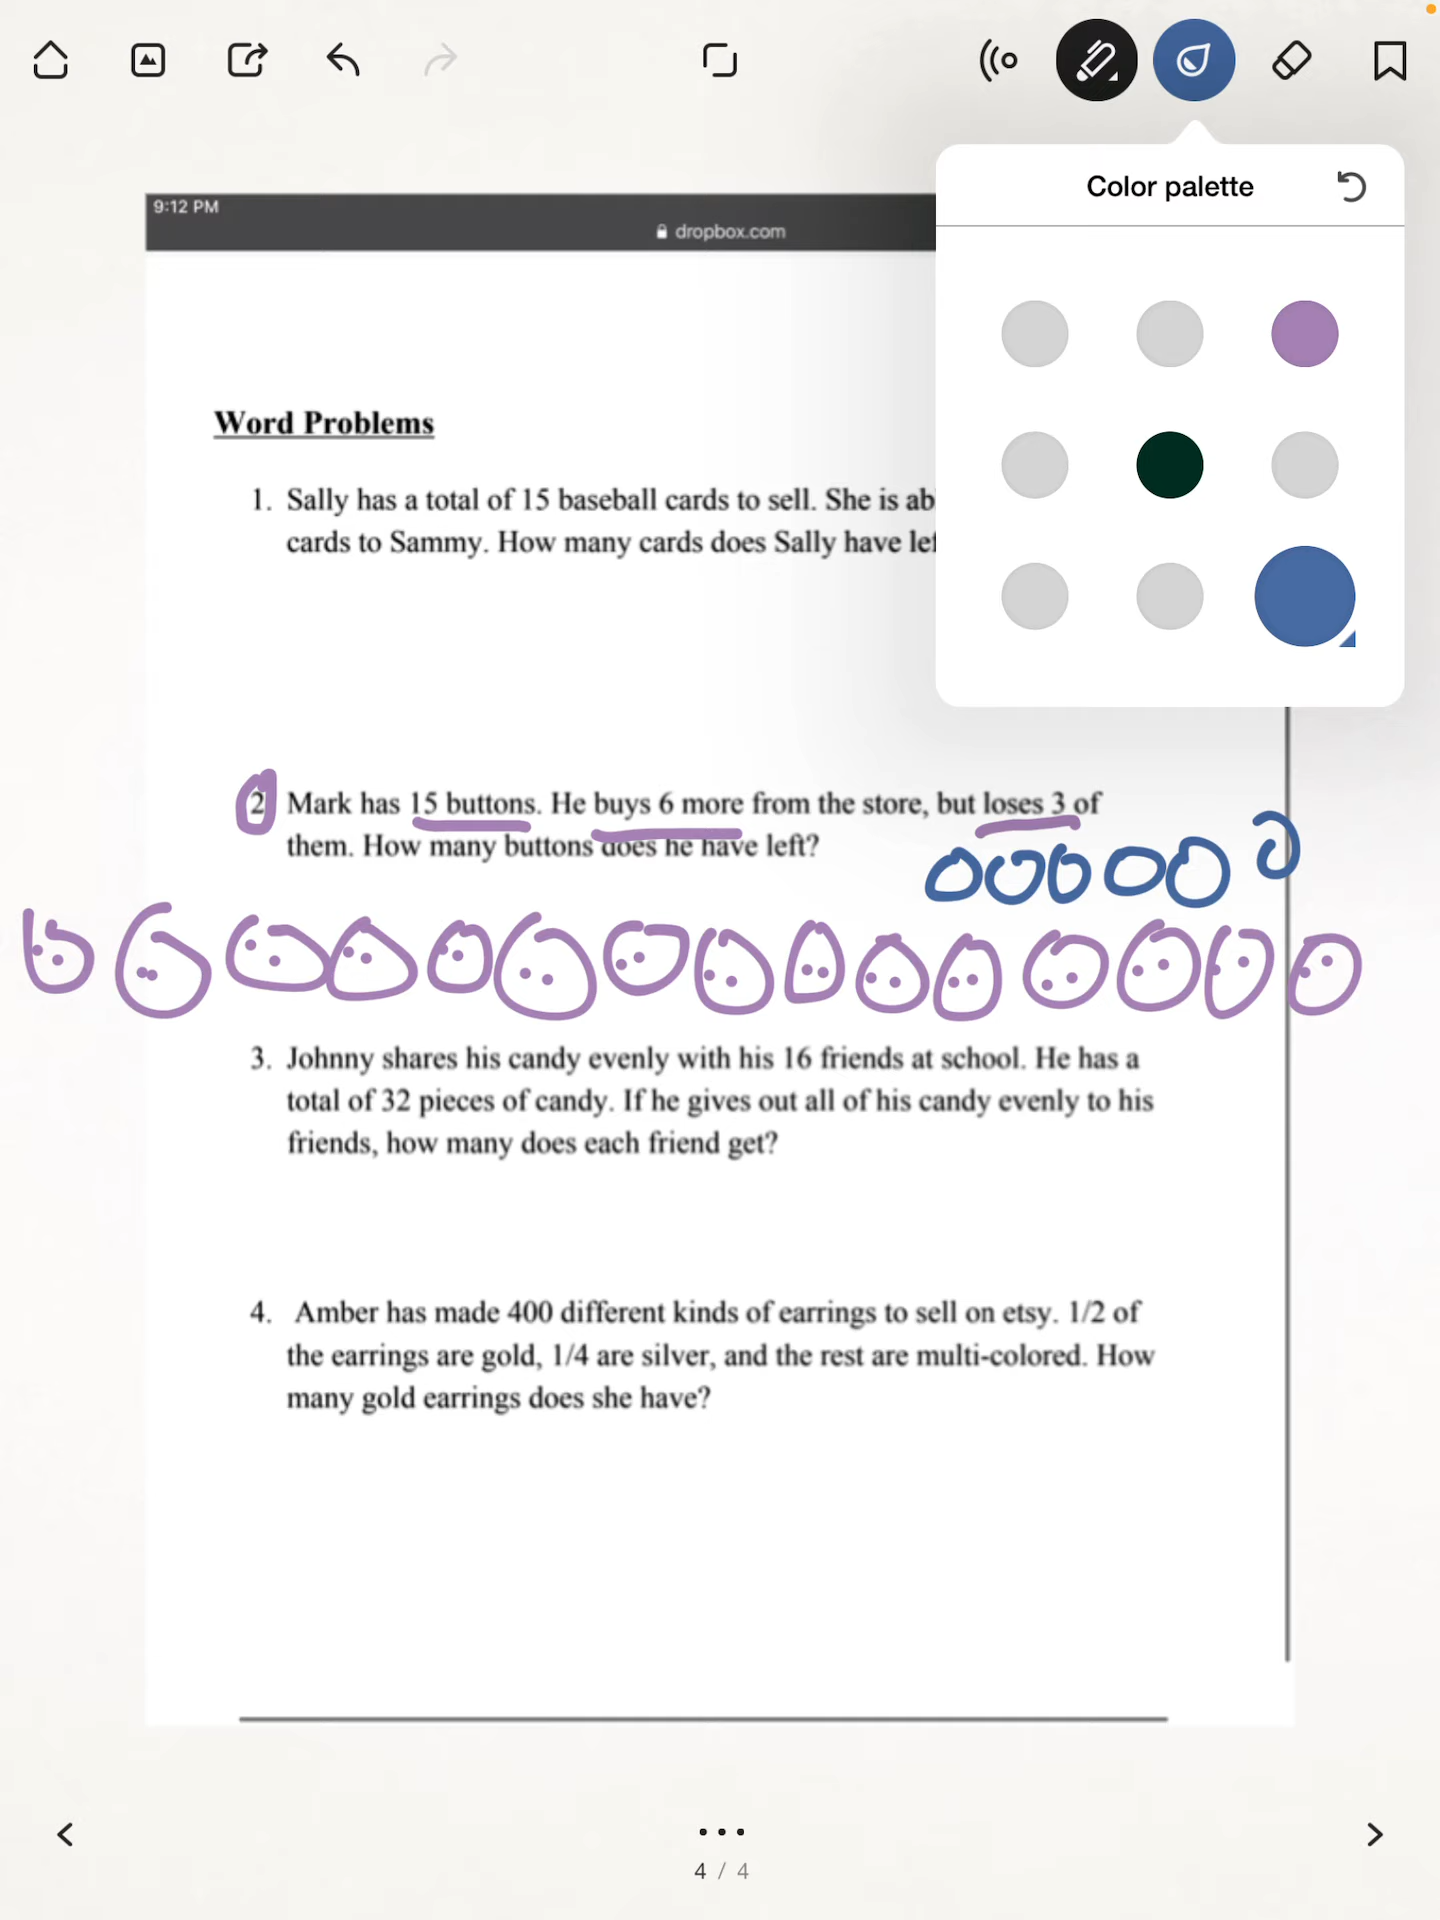 Color palette
9:12 PM
dropbox.com
Word Problems
1. Sally has a total of 15 baseball cards to sell. She is ab
cards to Sammy. How many cards does Sally have lef
2 Mark has 15 buttons. He buys 6 more from the store, but loses 3 of
them. How many buttons does he have left?
3. Johnny shares his candy evenly with his 16 friends at school. He has a
total of 32 pieces of candy. If he gives out all of his candy evenly to his
friends, how many does each friend get?
4. Amber has made 400 different kinds of earrings to sell on etsy. 1/2 of
the earrings are gold, 1/4 are silver, and the rest are multi-colored. How
many gold earrings does she have?
4 / 4